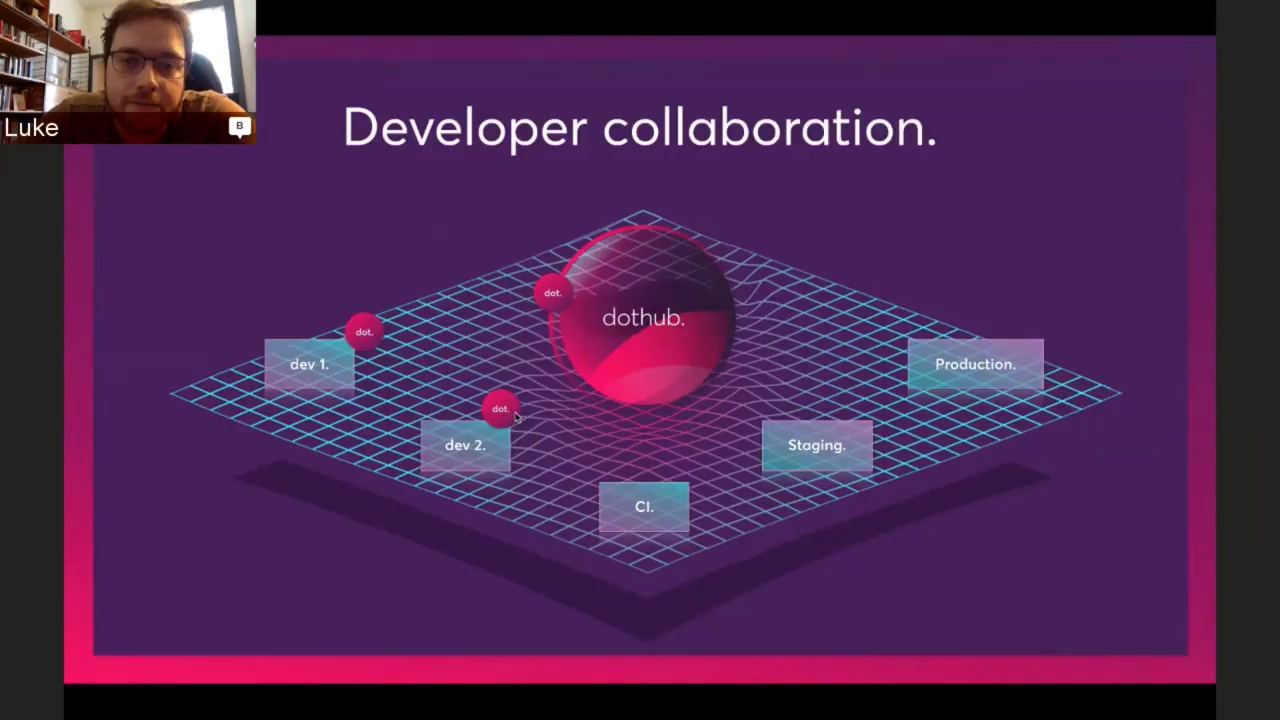 Luke
B
Developer collaboration.
dot.
dothub.
dot.
dev 1.
Production.
dot.
dev 2.
Staging.
CI.